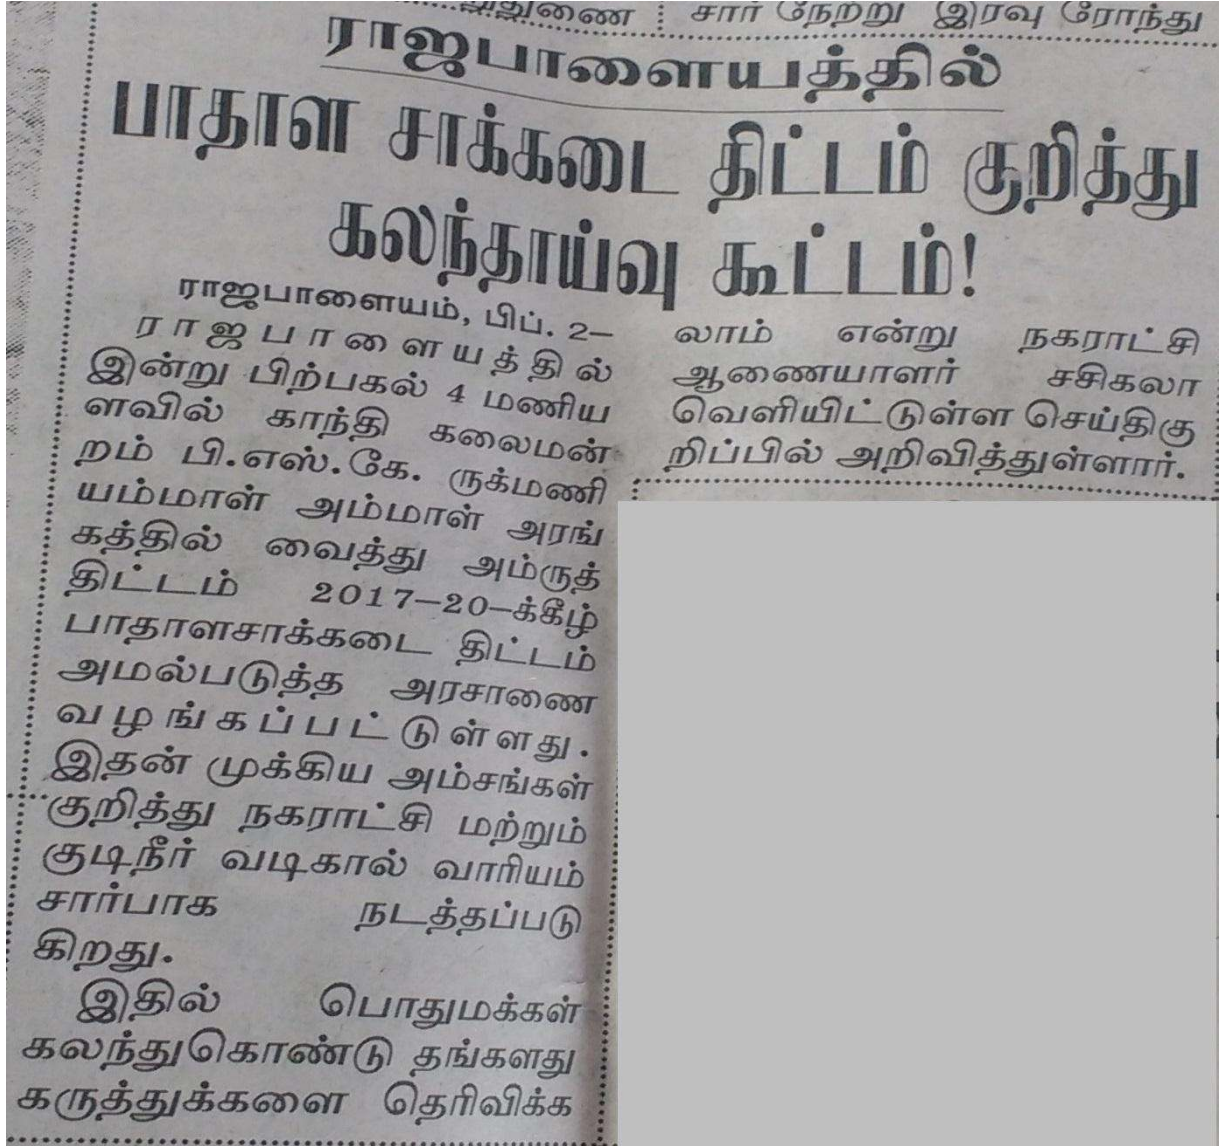 சார் நேற்று இரவு ரோந்து
ராஜபாளையத்தில்
பாதாள சாக்கடை திட்டம் குறித்து
கலந்தாய்வு கூட்டம்!
ராஜபாளையம், பிப். 2–
ராஜபாளையத்தில்
இன்று பிற்பகல் 4 மணிய
ளவில் காந்தி கலைமன்
றம் பி.எஸ்.கே. ருக்மணி
யம்மாள் அம்மாள் அரங்
கத்தில் வைத்து அம்ருத்
திட்டம் 2017–20–க்கீழ்
பாதாளசாக்கடை திட்டம்
அமல்படுத்த அரசாணை
வழங்கப்பட்டுள்ளது.
இதன் முக்கிய அம்சங்கள்
குறித்து நகராட்சி மற்றும்
குடிநீர் வடிகால் வாரியம்
சார்பாக நடத்தப்படு
கிறது.
இதில் பொதுமக்கள்
கலந்துகொண்டு தங்களது
கருத்துக்களை தெரிவிக்க
லாம் என்று நகராட்சி
ஆணையாளர் சசிகலா
வெளியிட்டுள்ள செய்திகு
றிப்பில் அறிவித்துள்ளார்.